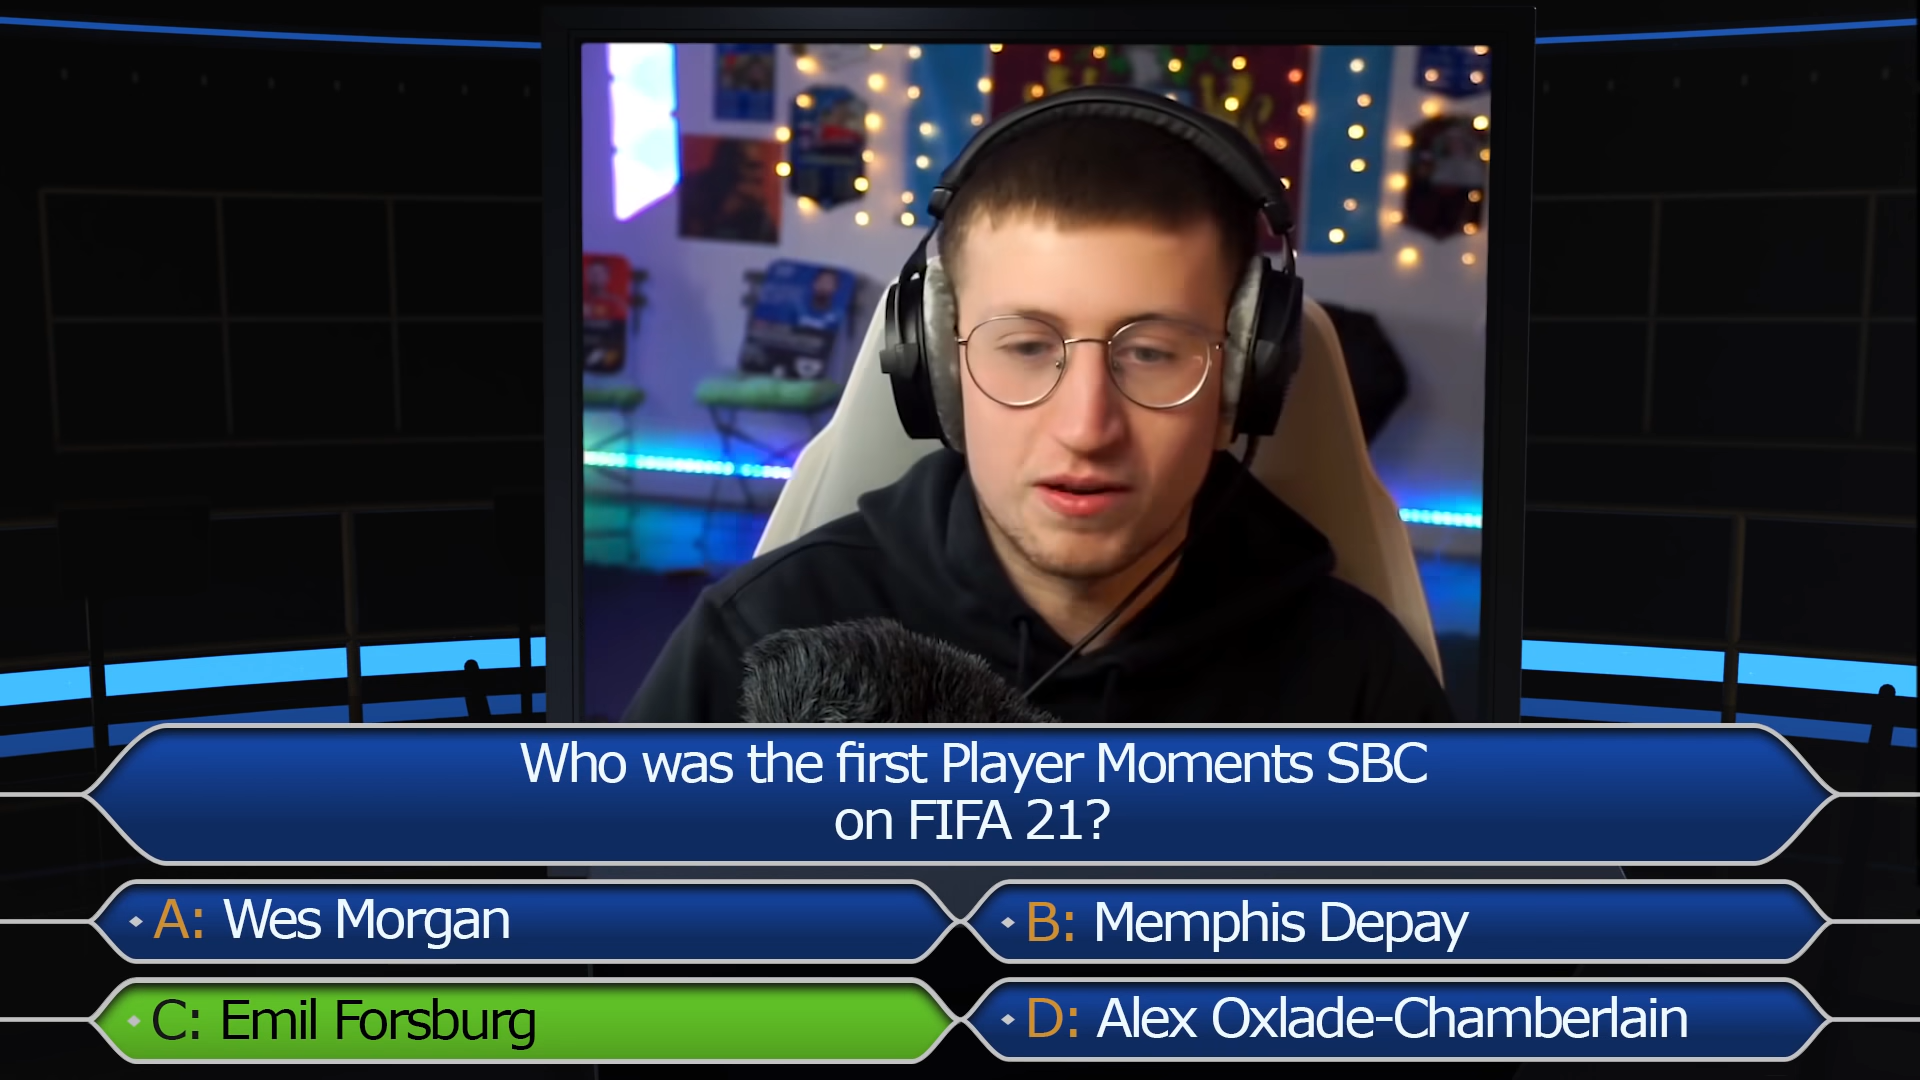 Who was the first Player Moments SBC
on FIFA 21?
A: Wes Morgan
B: Memphis Depay
C: Emil Forsburg
D: Alex Oxlade-Chamberlain